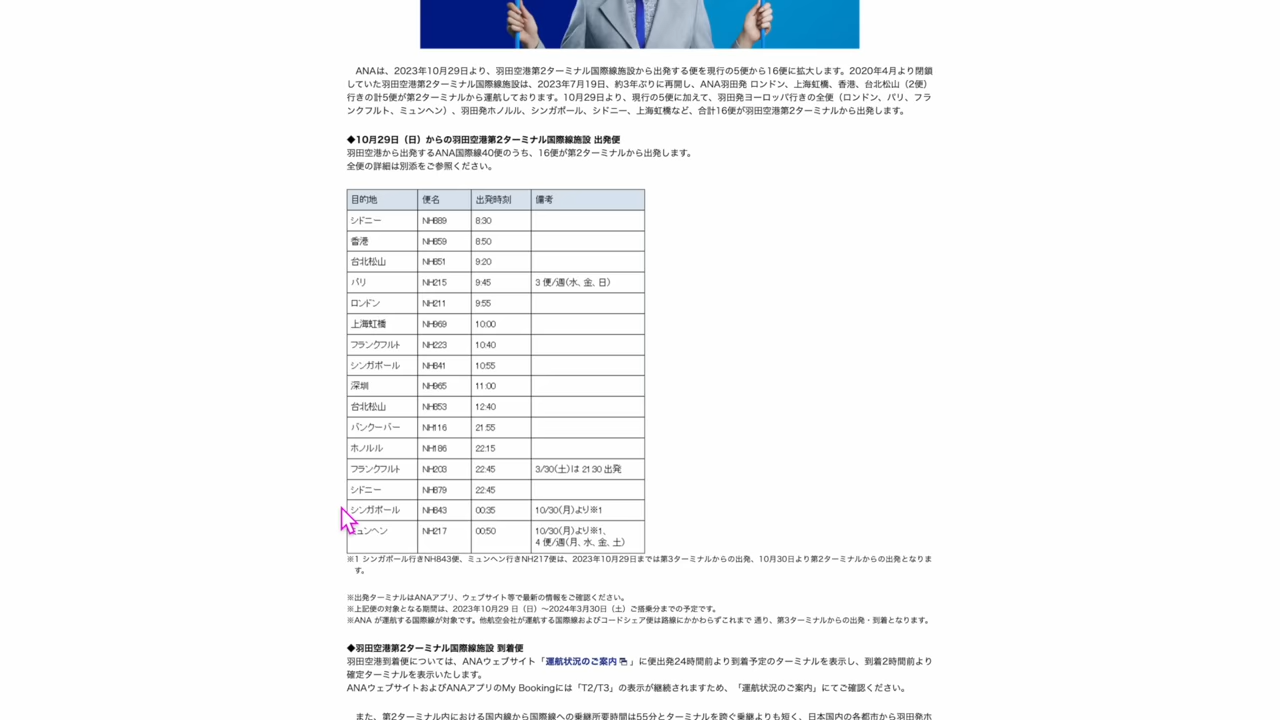 ANAは、2023年10月29日より、羽田空港第2ターミナル国際線施設から出発する便を現行の5便から16便に拡大します。2020年4月より閉鎖
していた羽田空港第2ターミナル国際線施設は、2023年7月19日、約3年ぶりに再開し、ANA羽田発 ロンドン、上海虹橋、香港、台北松山（2便）
行きの計5便が第2ターミナルから運航しております。10月29日より、現行の5便に加えて、羽田発ヨーロッパ行きの全便（ロンドン、パリ、フラ
ンクフルト、ミュンヘン）、羽田発ホノルル、シンガポール、シドニー、上海虹橋など、合計16便が羽田空港第2ターミナルから出発します。
◆10月29日（日）からの羽田空港第2ターミナル国際線施設 出発便
羽田空港から出発するANA国際線40便のうち、16便が第2ターミナルから出発します。
全便の詳細は別添をご参照ください。
目的地 便名 出発時刻 備考
シドニー NH889 8:30
香港 NH859 8:50
台北松山 NH851 9:20
パリ NH215 9:45 3 便/週(水、金、日)
ロンドン NH211 9:55
上海虹橋 NH969 10:00
フランクフルト NH223 10:40
シンガポール NH841 10:55
深圳 NH965 11:00
台北松山 NH853 12:40
バンクーバー NH116 21:55
ホノルル NH186 22:15
フランクフルト NH203 22:45 3/30(土)は 21:30 出発
シドニー NH879 22:45
シンガポール NH843 00:35 10/30(月)より※1
ミュンヘン NH217 00:50 10/30(月)より※1、
4 便/週(月、水、金、土)
※1 シンガポール行きNH843便、ミュンヘン行きNH217便は、2023年10月29日までは第3ターミナルからの出発、10月30日より第2ターミナルからの出発となりま
す。
※出発ターミナルはANAアプリ、ウェブサイト等で最新の情報をご確認ください。
※上記便の対象となる期間は、2023年10月29 日（日）～2024年3月30日（土）ご搭乗分までの予定です。
※ANA が運航する国際線が対象です。他航空会社が運航する国際線およびコードシェア便は路線にかかわらずこれまで 通り、第3ターミナルからの出発・到着となります。
◆羽田空港第2ターミナル国際線施設 到着便
羽田空港到着便については、ANAウェブサイト「運航状況のご案内 」に便出発24時間前より到着予定のターミナルを表示し、到着2時間前より
確定ターミナルを表示いたします。
ANAウェブサイトおよびANAアプリのMy Bookingには「T2/T3」の表示が継続されますため、「運航状況のご案内」にてご確認ください。
また、第2ターミナル内における国内線から国際線への乗継所要時間は55分とターミナルを跨ぐ乗継よりも短く、日本国内の各都市から羽田発ホ